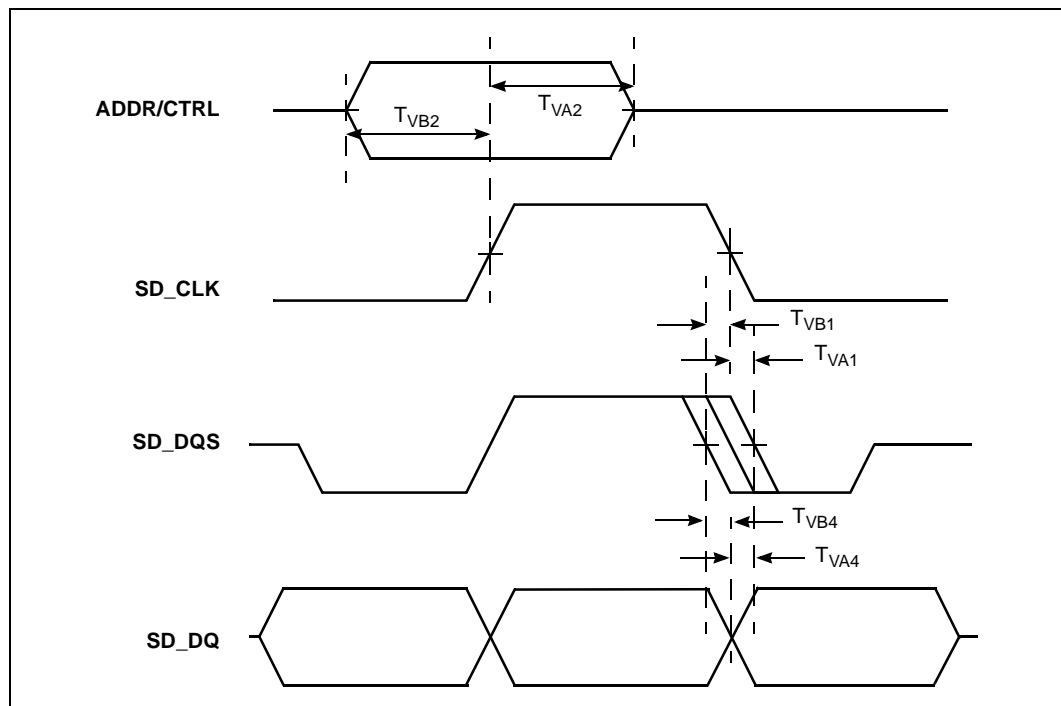 ADDR/CTRL
T_VA2
T_VB2
SD_CLK
T_VB1
T_VA1
SD_DQS
T_VB4
T_VA4
SD_DQ